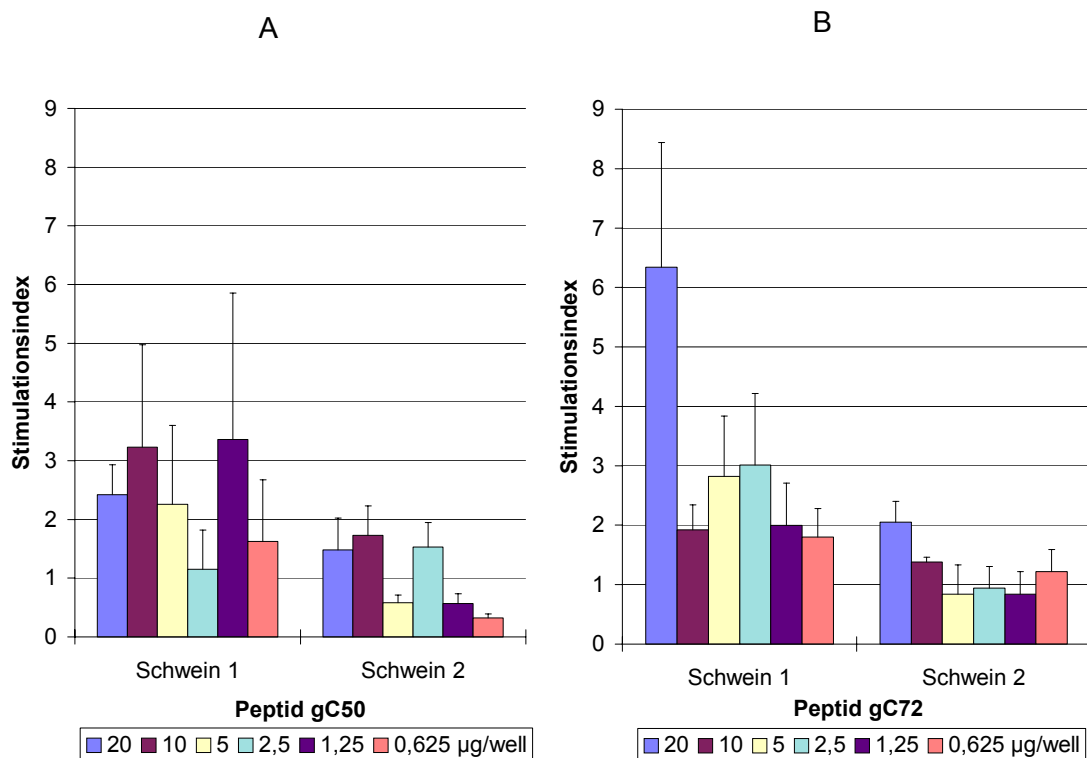 A
9
8
7
6
5
4
3
2
1
0
Stimulationsindex
Schwein 1 Schwein 2
Peptid gC50
20 10 5 2,5 1,25 0,625 µg/well
B
9
8
7
6
5
4
3
2
1
0
Stimulationsindex
Schwein 1 Schwein 2
Peptid gC72
20 10 5 2,5 1,25 0,625 µg/well